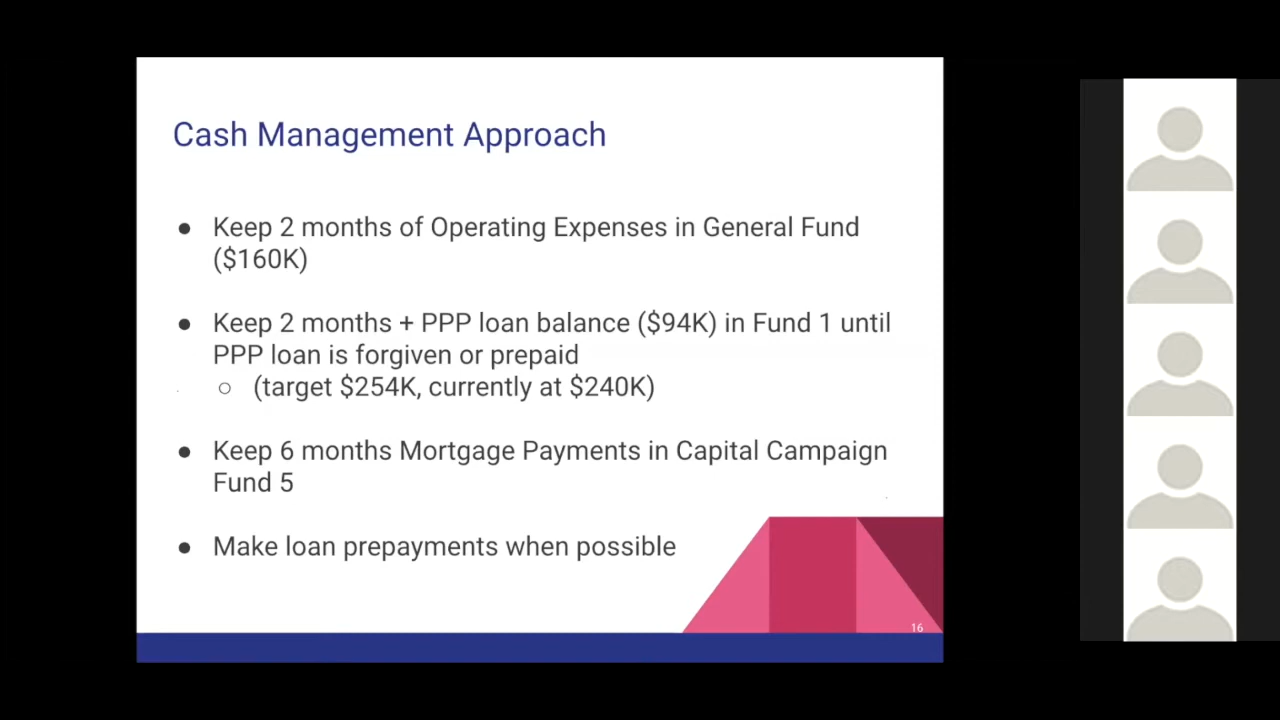 Cash Management Approach
● Keep 2 months of Operating Expenses in General Fund
($160K)
● Keep 2 months + PPP loan balance ($94K) in Fund 1 until
PPP loan is forgiven or prepaid
○ (target $254K, currently at $240K)
● Keep 6 months Mortgage Payments in Capital Campaign
Fund 5
● Make loan prepayments when possible
16